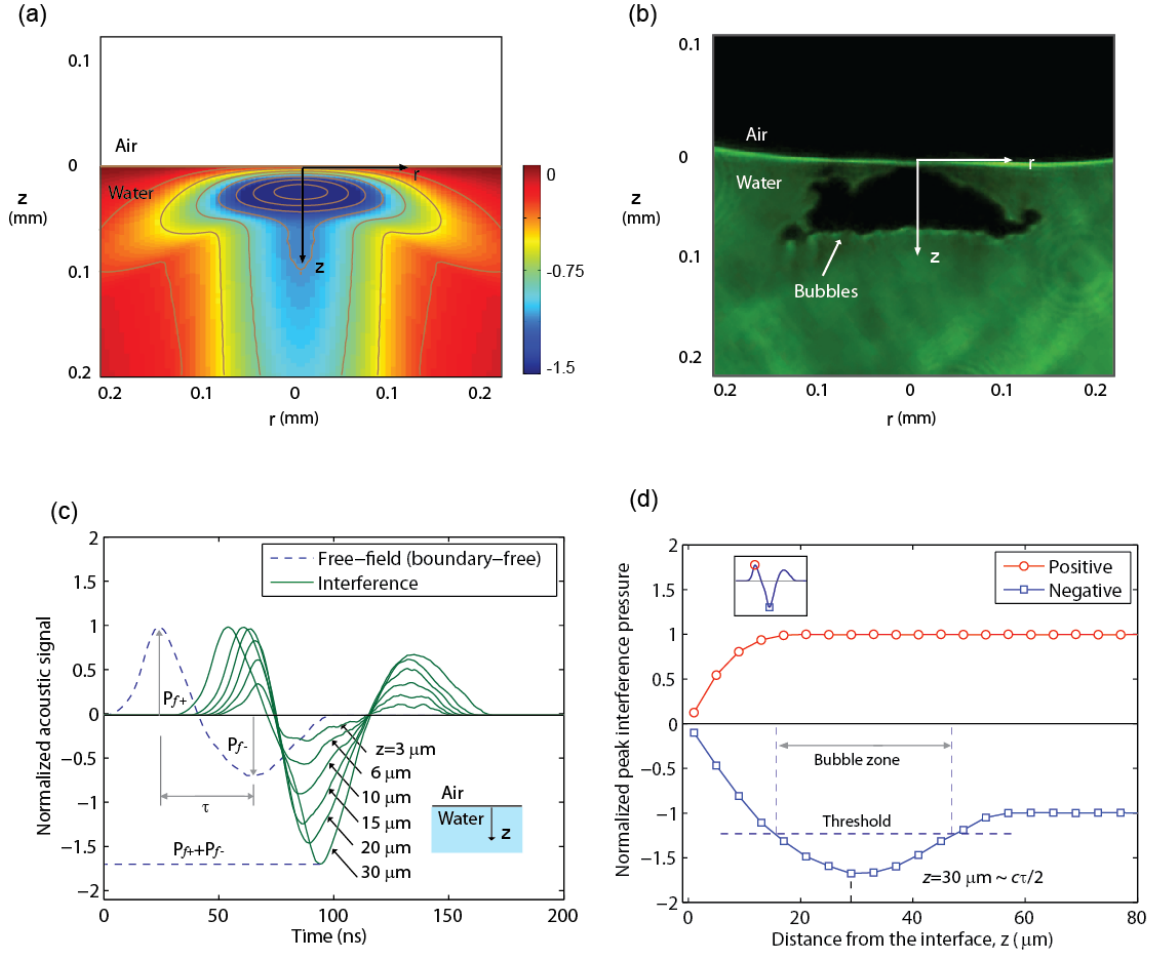 (a)
0.1
Air
0
Water
r
z
(mm)
z
0.1
0.2
0.2
0.1
0
0.1
0.2
r (mm)
0
-0.75
-1.5
(b)
0.1
Air
0
Water
r
z
(mm)
z
0.1
Bubbles
0.2
0.2
0.1
0
0.1
0.2
r (mm)
(c)
2
1.5
1
0.5
0
−0.5
−1
−1.5
−2
Normalized acoustic signal
Free−field (boundary−free)
Interference
Pf+
Pf-
τ
z=3 μm
6 μm
10 μm
15 μm
20 μm
30 μm
Air
Water
z
Pf++Pf-
0
50
100
150
200
Time (ns)
(d)
2
1.5
1
0.5
0
−0.5
−1
−1.5
−2
Normalized peak interference pressure
Positive
Negative
Bubble zone
Threshold
z=30 μm ~ cτ/2
0
20
40
60
80
Distance from the interface, z ( μm)